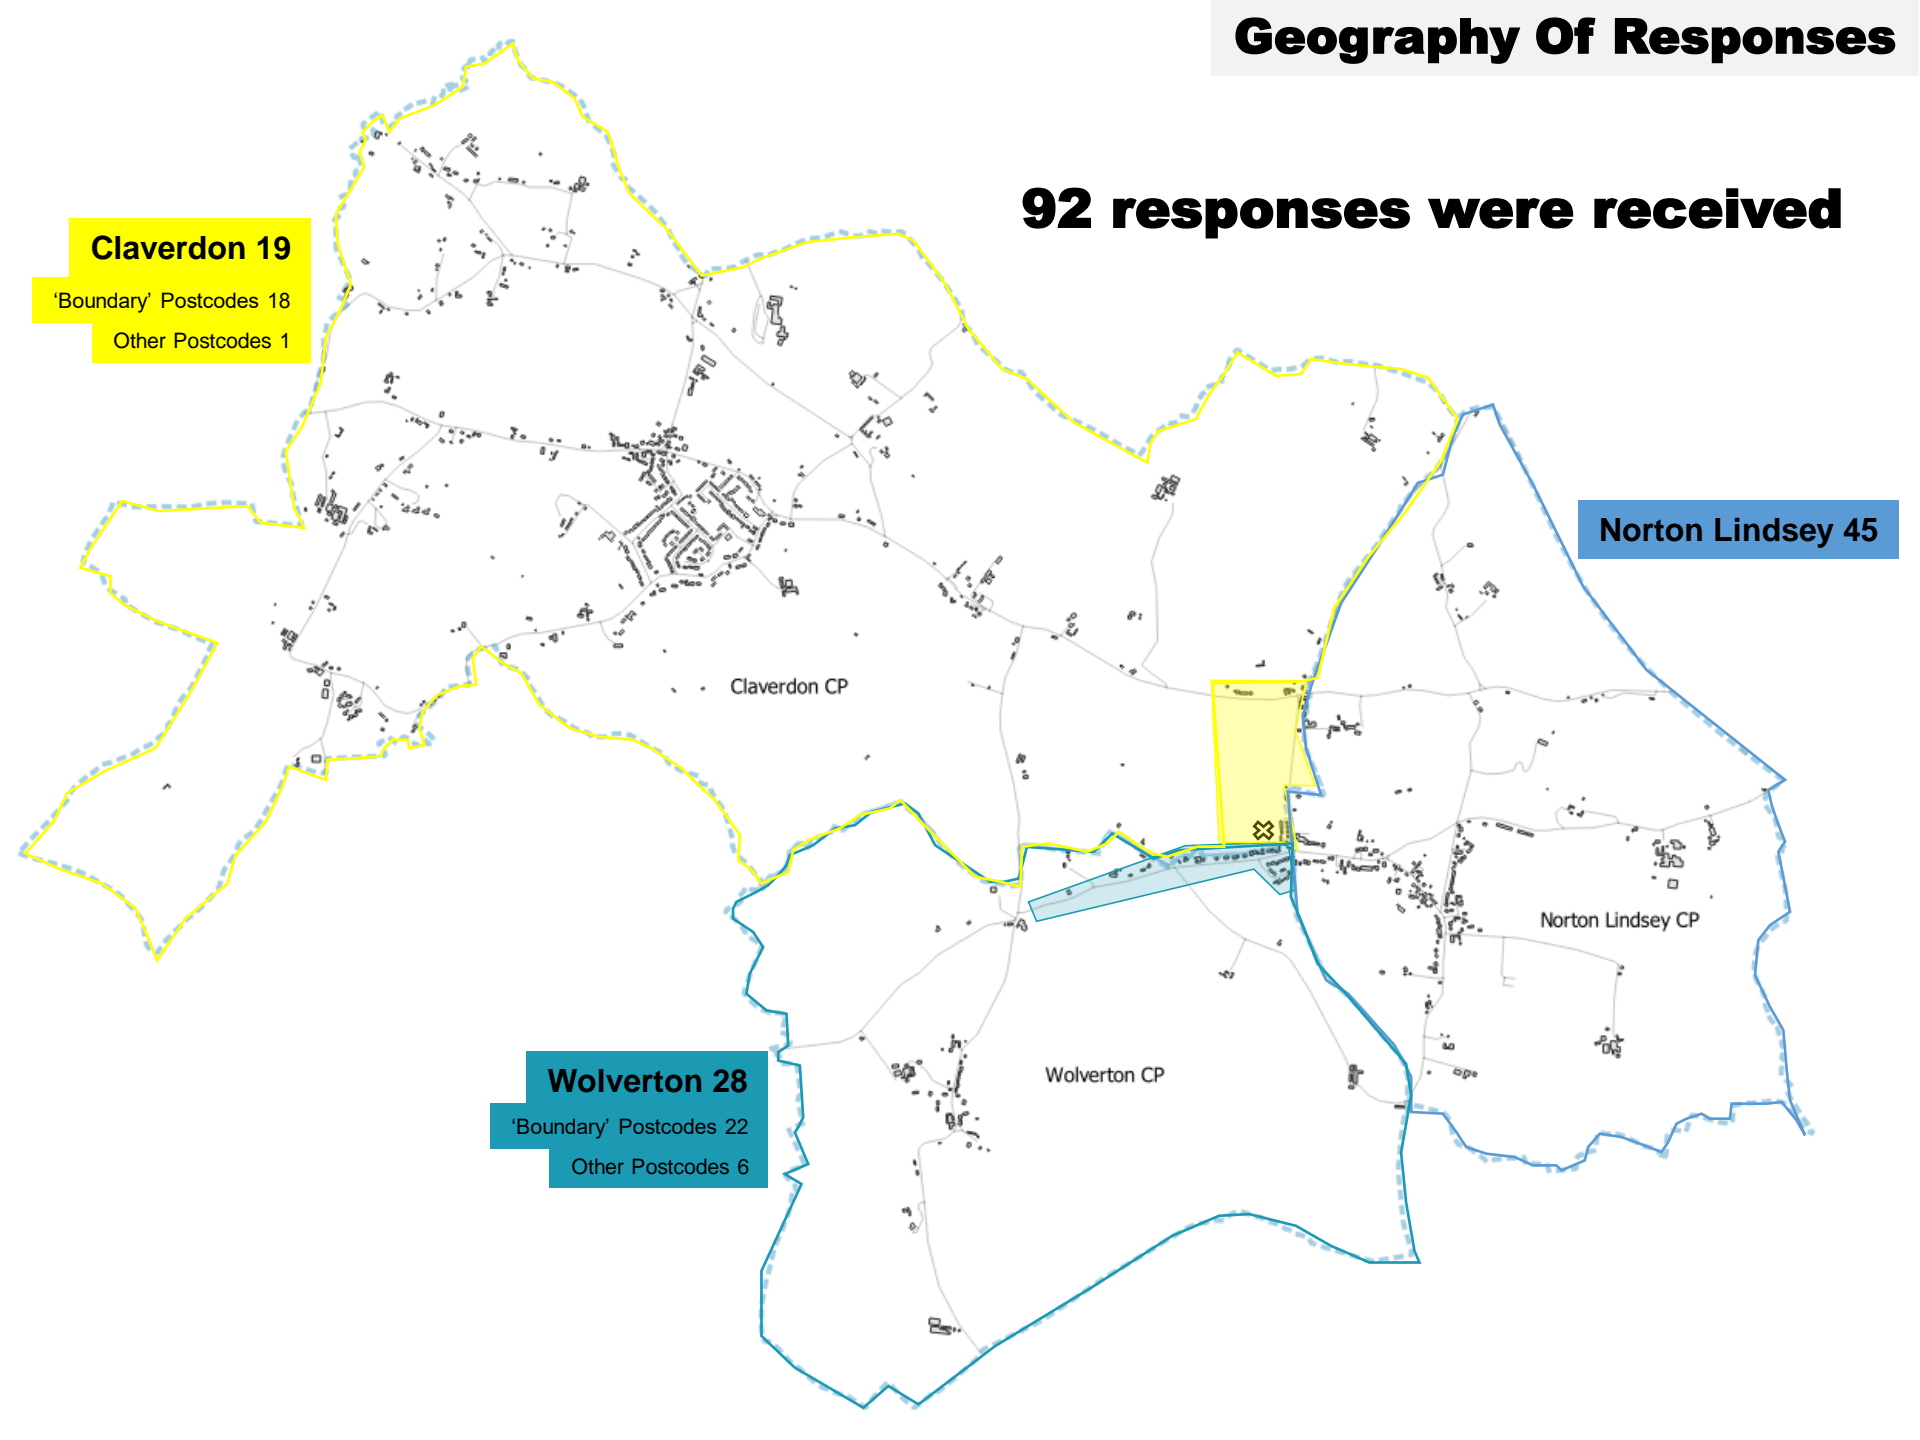 Geography Of Responses
92 responses were received
Claverdon 19
‘Boundary’ Postcodes 18
Other Postcodes 1
Norton Lindsey 45
Claverdon CP
Norton Lindsey CP
Wolverton CP
Wolverton 28
‘Boundary’ Postcodes 22
Other Postcodes 6